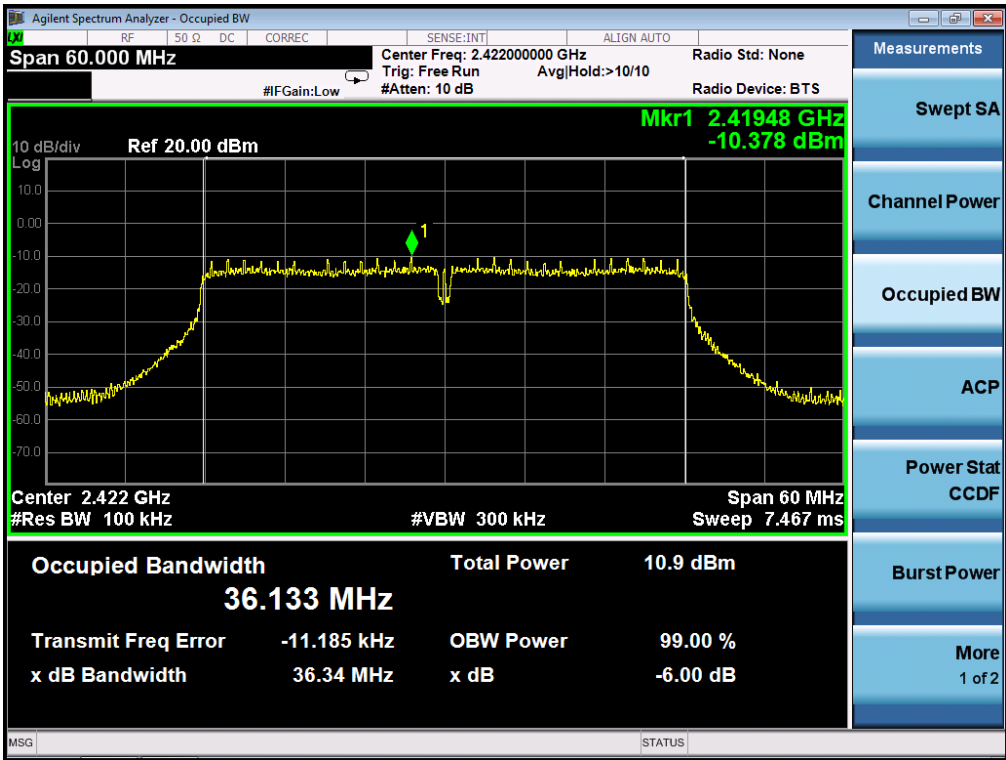 Agilent Spectrum Analyzer - Occupied BW
LXI RF 50 Ω DC CORREC SENSE:INT ALIGN AUTO
Span 60.000 MHz
Center Freq: 2.422000000 GHz Radio Std: None
Trig: Free Run Avg|Hold:>10/10
#IFGain:Low #Atten: 10 dB Radio Device: BTS
Mkr1 2.41948 GHz
-10.378 dBm
10 dB/div Ref 20.00 dBm
Log
10.0
0.00
-10.0
-20.0
-30.0
-40.0
-50.0
-60.0
-70.0
1
Center 2.422 GHz Span 60 MHz
#Res BW 100 kHz #VBW 300 kHz Sweep 7.467 ms
Occupied Bandwidth Total Power 10.9 dBm
36.133 MHz
Transmit Freq Error -11.185 kHz OBW Power 99.00 %
x dB Bandwidth 36.34 MHz x dB -6.00 dB
MSG STATUS
Measurements
Swept SA
Channel Power
Occupied BW
ACP
Power Stat
CCDF
Burst Power
More
1 of 2